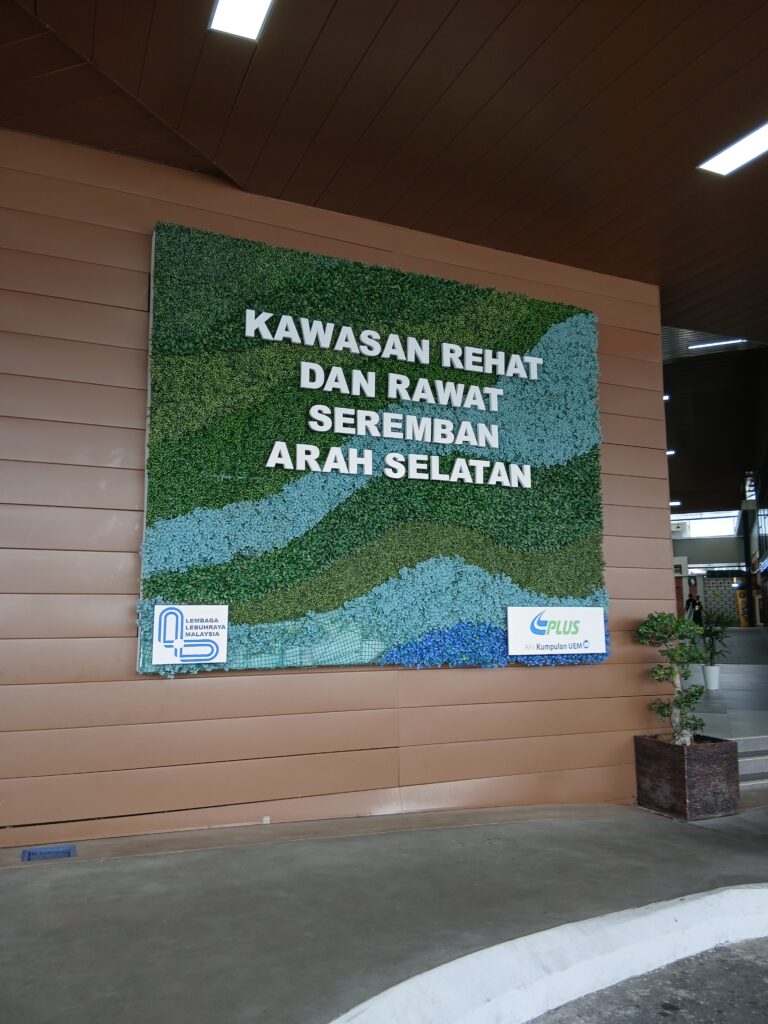 KAWASAN REHAT
DAN RAWAT
SEREMBAN
ARAH SELATAN
LEMBAGA
LEBUHRAYA
MALAYSIA
PLUS
Ahli Kumpulan UEM